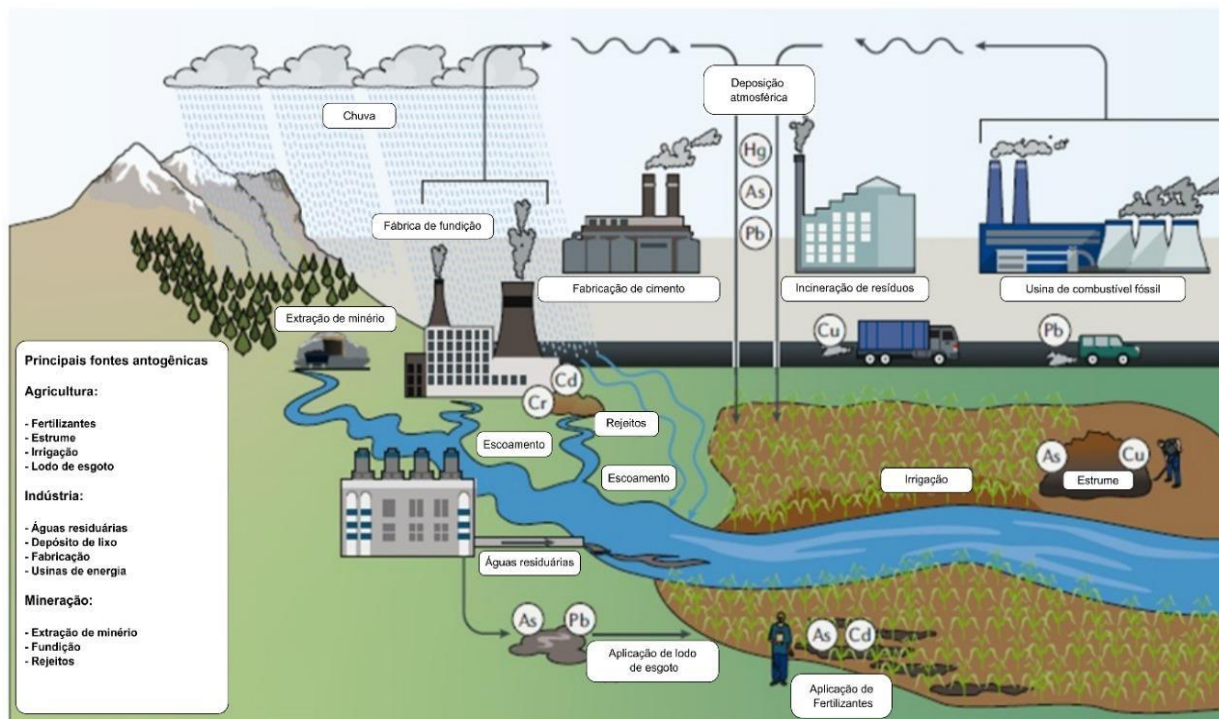 Deposição
atmosférica
Chuva
Hg
As
Pb
Fábrica de fundição
Fabricação de cimento
Incineração de resíduos
Usina de combustível fóssil
Extração de minério
Cu
Pb
Principais fontes antogênicas
Agricultura:
- Fertilizantes
- Estrume
- Irrigação
- Lodo de esgoto
Indústria:
- Águas residuárias
- Depósito de lixo
- Fabricação
- Usinas de energia
Mineração:
- Extração de minério
- Fundição
- Rejeitos
Cd
Cr
Rejeitos
Escoamento
Escoamento
Irrigação
As
Cu
Estrume
Águas residuárias
As
Pb
Aplicação de lodo
de esgoto
As
Cd
Aplicação de
Fertilizantes